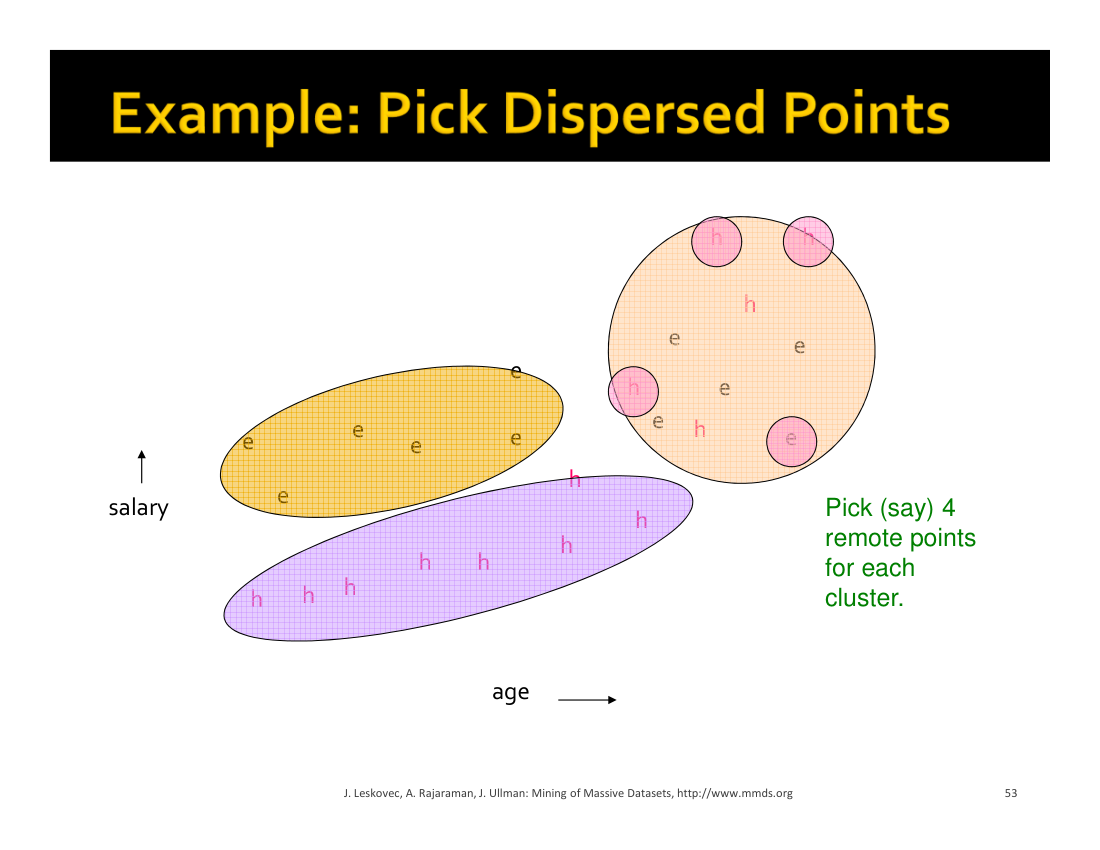 Example: Pick Dispersed Points
h h
h
e e
e
h e
e h e
e e e e
e
h
h
h h h
h h h
salary
Pick (say) 4
remote points
for each
cluster.
age
J. Leskovec, A. Rajaraman, J. Ullman: Mining of Massive Datasets, http://www.mmds.org 53